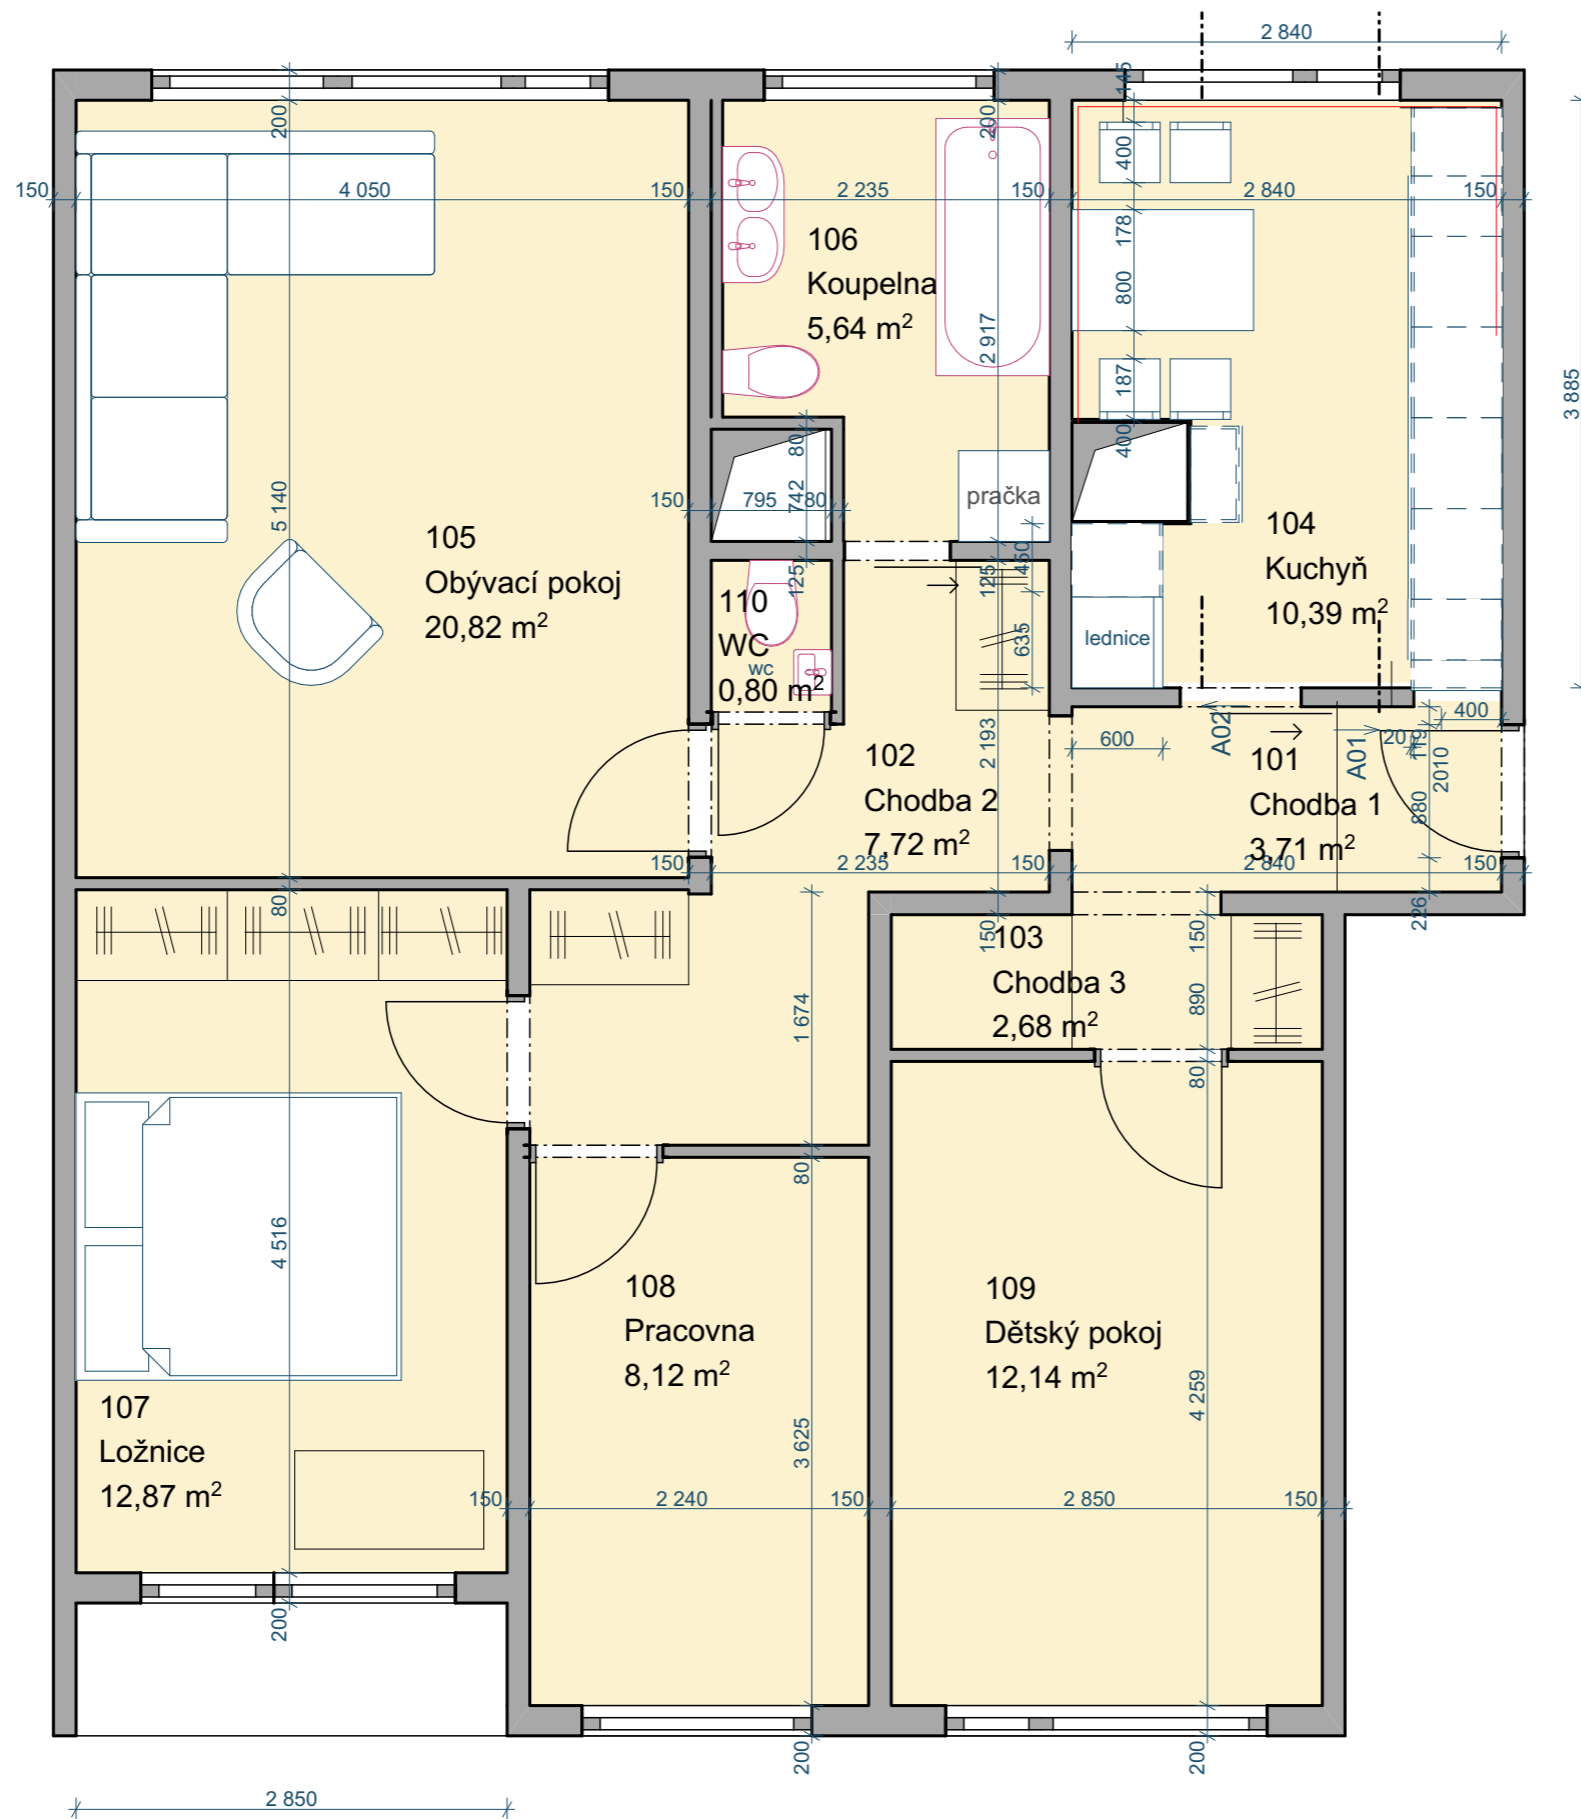 2 840
145
200
200
400
3 885
150
4 050
150
2 235
150
2 840
150
178
106
Koupelna
5,64 m²
800
2 917
187
400
80
5 140
150
795
80
742
pračka
105
Obývací pokoj
20,82 m²
104
Kuchyň
10,39 m²
125
125
450
110
WC
wc
0,80 m²
635
lednice
400
A02
600
2 193
A01
20
119
2010
102
Chodba 2
7,72 m²
101
Chodba 1
3,71 m²
880
150
2 235
150
2 840
150
80
226
150
150
103
Chodba 3
2,68 m²
1 674
890
80
80
4 516
108
Pracovna
8,12 m²
109
Dětský pokoj
12,14 m²
107
Ložnice
12,87 m²
3 625
4 259
150
2 240
150
2 850
150
200
200
200
2 850